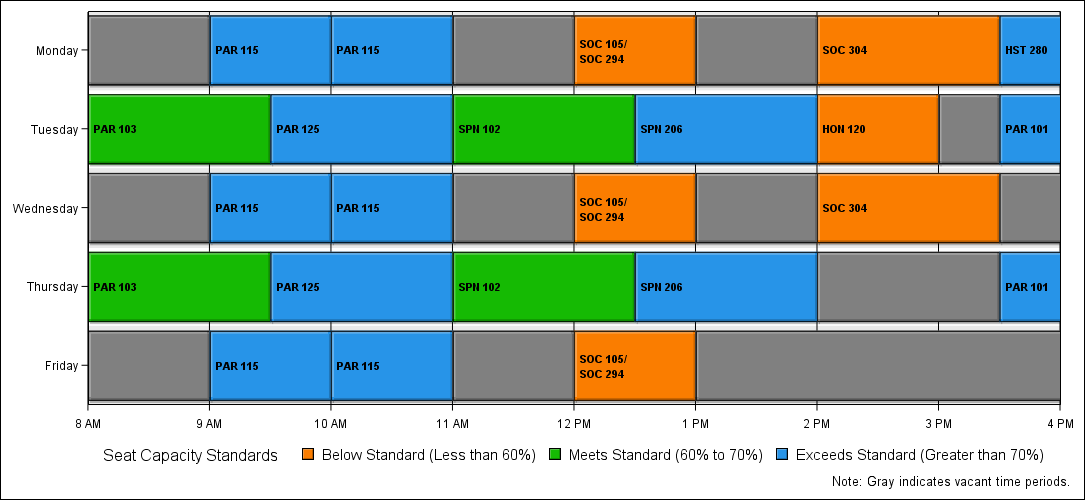 Monday
PAR 115
PAR 115
SOC 105/
SOC 294
SOC 304
HST 280
Tuesday
PAR 103
PAR 125
SPN 102
SPN 206
HON 120
PAR 101
Wednesday
PAR 115
PAR 115
SOC 105/
SOC 294
SOC 304
Thursday
PAR 103
PAR 125
SPN 102
SPN 206
PAR 101
Friday
PAR 115
PAR 115
SOC 105/
SOC 294
8 AM 9 AM 10 AM 11 AM 12 PM 1 PM 2 PM 3 PM 4 PM
Seat Capacity Standards Below Standard (Less than 60%) Meets Standard (60% to 70%) Exceeds Standard (Greater than 70%)
Note: Gray indicates vacant time periods.